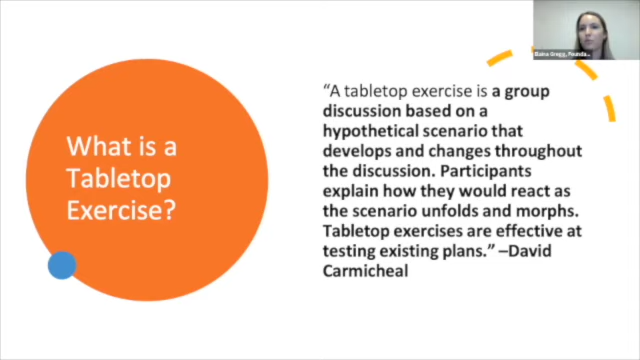 What is a
Tabletop
Exercise?
“A tabletop exercise is a group
discussion based on a
hypothetical scenario that
develops and changes throughout
the discussion. Participants
explain how they would react as
the scenario unfolds and morphs.
Tabletop exercises are effective at
testing existing plans.” –David
Carmicheal